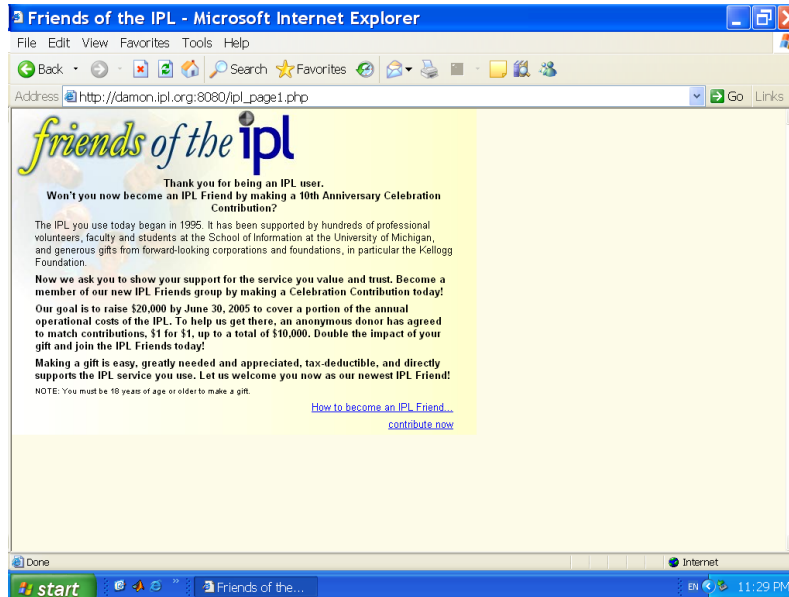 Friends of the IPL - Microsoft Internet Explorer
File Edit View Favorites Tools Help
Back Search Favorites
Address http://damon.ipl.org:8080/ipl_page1.php Go Links
friends of the ipl
Thank you for being an IPL user.
Won't you now become an IPL Friend by making a 10th Anniversary Celebration
Contribution?
The IPL you use today began in 1995. It has been supported by hundreds of professional
volunteers, faculty and students at the School of Information at the University of Michigan,
and generous gifts from forward-looking corporations and foundations, in particular the Kellogg
Foundation.
Now we ask you to show your support for the service you value and trust. Become a
member of our new IPL Friends group by making a Celebration Contribution today!
Our goal is to raise $20,000 by June 30, 2005 to cover a portion of the annual
operational costs of the IPL. To help us get there, an anonymous donor has agreed
to match contributions, $1 for $1, up to a total of $10,000. Double the impact of your
gift and join the IPL Friends today!
Making a gift is easy, greatly needed and appreciated, tax-deductible, and directly
supports the IPL service you use. Let us welcome you now as our newest IPL Friend!
NOTE: You must be 18 years of age or older to make a gift.
How to become an IPL Friend...
contribute now
Done Internet
start Friends of the... EN 11:29 PM